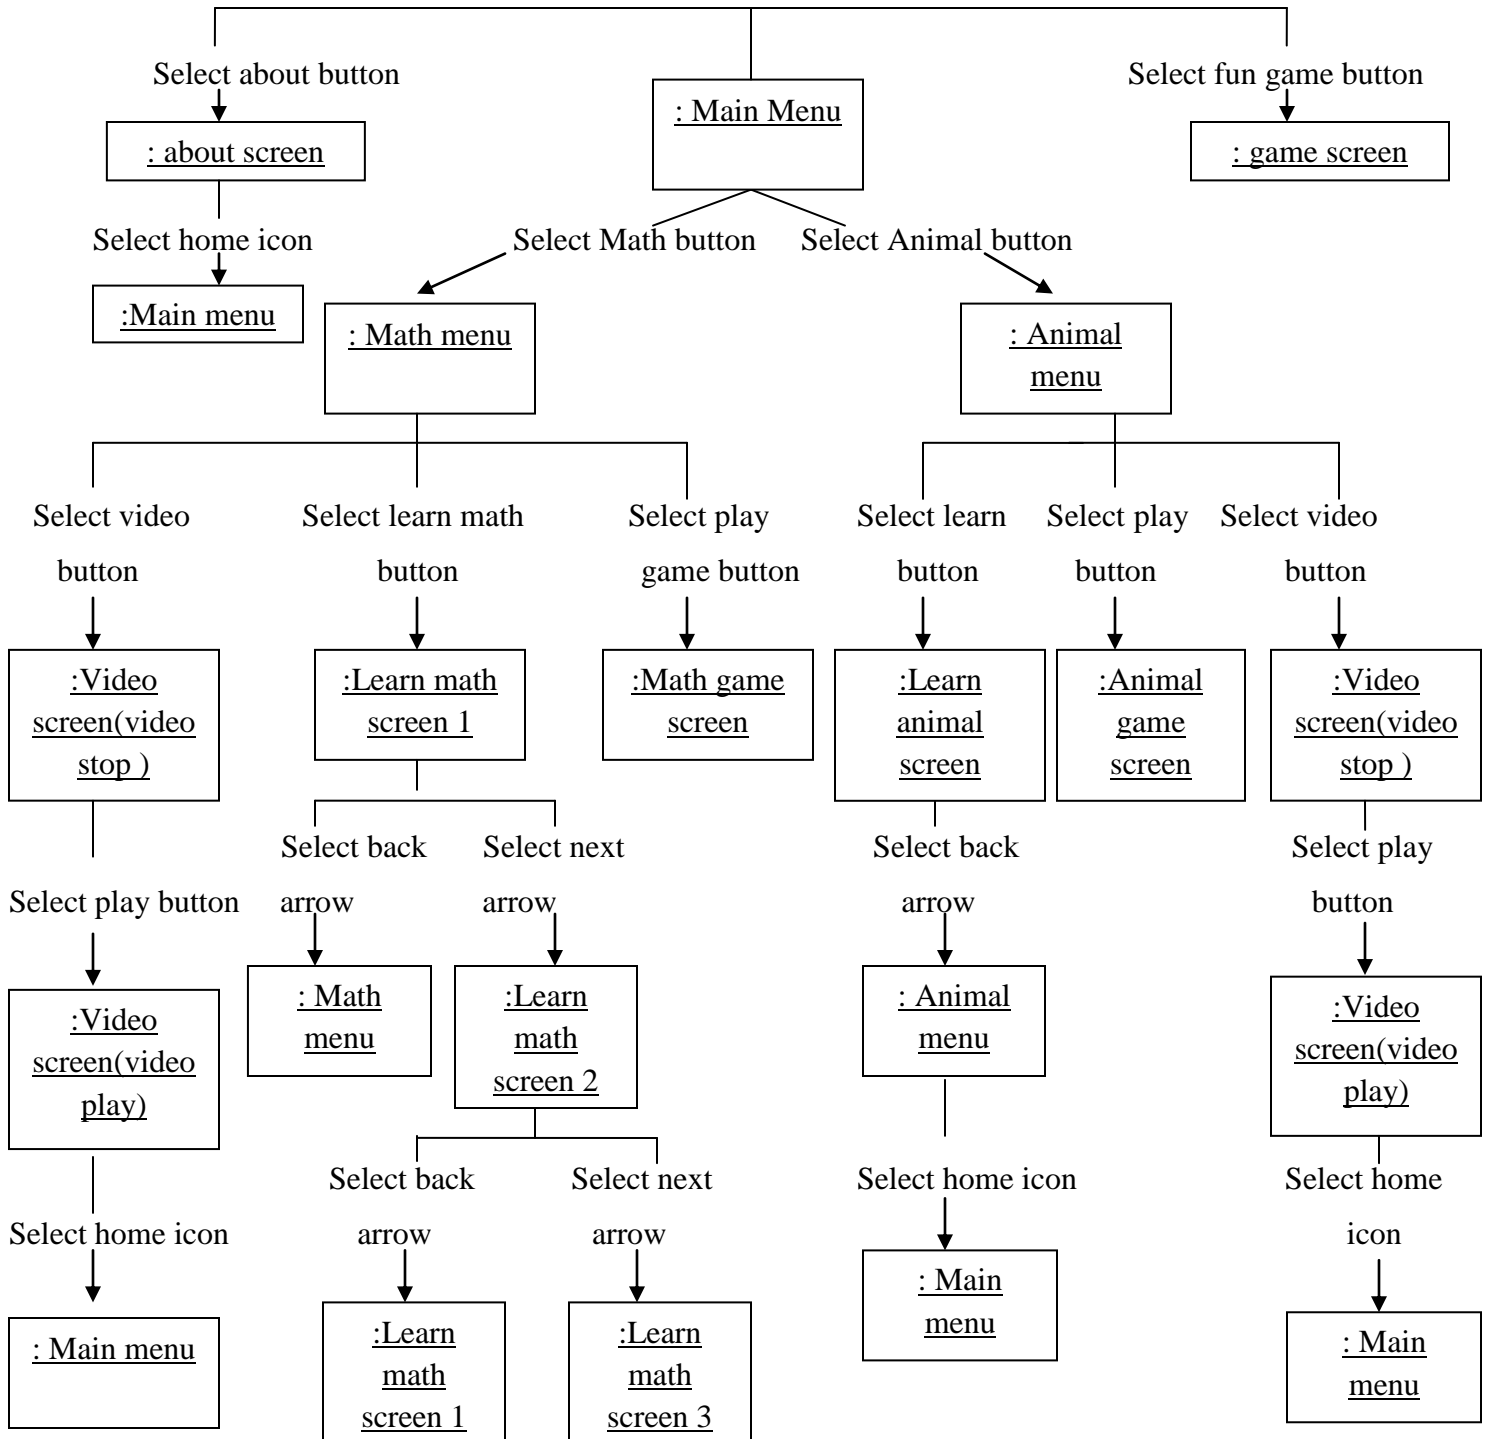 Select about button
: Main Menu
Select fun game button
: about screen
: game screen
Select home icon
Select Math button
Select Animal button
:Main menu
: Math menu
: Animal
menu
Select video
button
Select learn math
button
Select play
game button
Select learn
button
Select play
button
Select video
button
:Video
screen(video
stop )
:Learn math
screen 1
:Math game
screen
:Learn
animal
screen
:Animal
game
screen
:Video
screen(video
stop )
Select play button
Select back
arrow
Select next
arrow
Select back
arrow
Select play
button
:Video
screen(video
play)
: Math
menu
:Learn
math
screen 2
: Animal
menu
:Video
screen(video
play)
Select home icon
Select back
arrow
Select next
arrow
Select home icon
Select home
icon
: Main menu
:Learn
math
screen 1
:Learn
math
screen 3
: Main
menu
: Main
menu